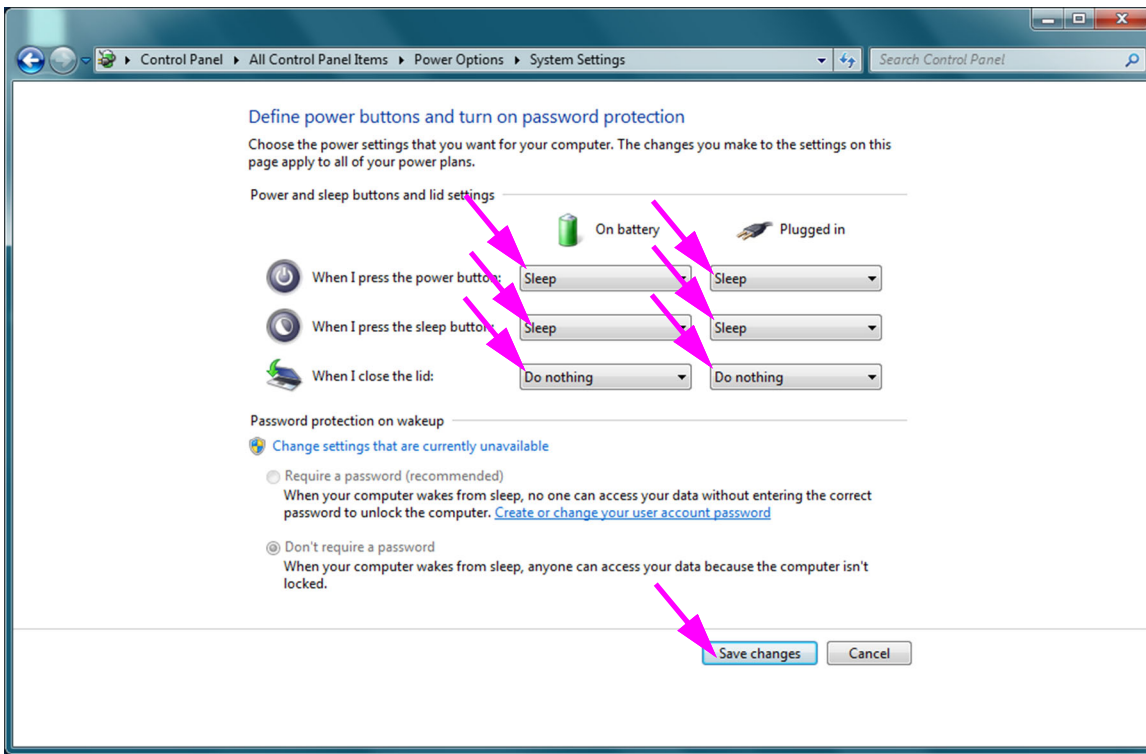 Control Panel ▸ All Control Panel Items ▸ Power Options ▸ System Settings
Search Control Panel
Define power buttons and turn on password protection
Choose the power settings that you want for your computer. The changes you make to the settings on this
page apply to all of your power plans.
Power and sleep buttons and lid settings
On battery
Plugged in
When I press the power button:
Sleep
Sleep
When I press the sleep button:
Sleep
Sleep
When I close the lid:
Do nothing
Do nothing
Password protection on wakeup
Change settings that are currently unavailable
Require a password (recommended)
When your computer wakes from sleep, no one can access your data without entering the correct
password to unlock the computer. Create or change your user account password
Don't require a password
When your computer wakes from sleep, anyone can access your data because the computer isn't
locked.
Save changes
Cancel